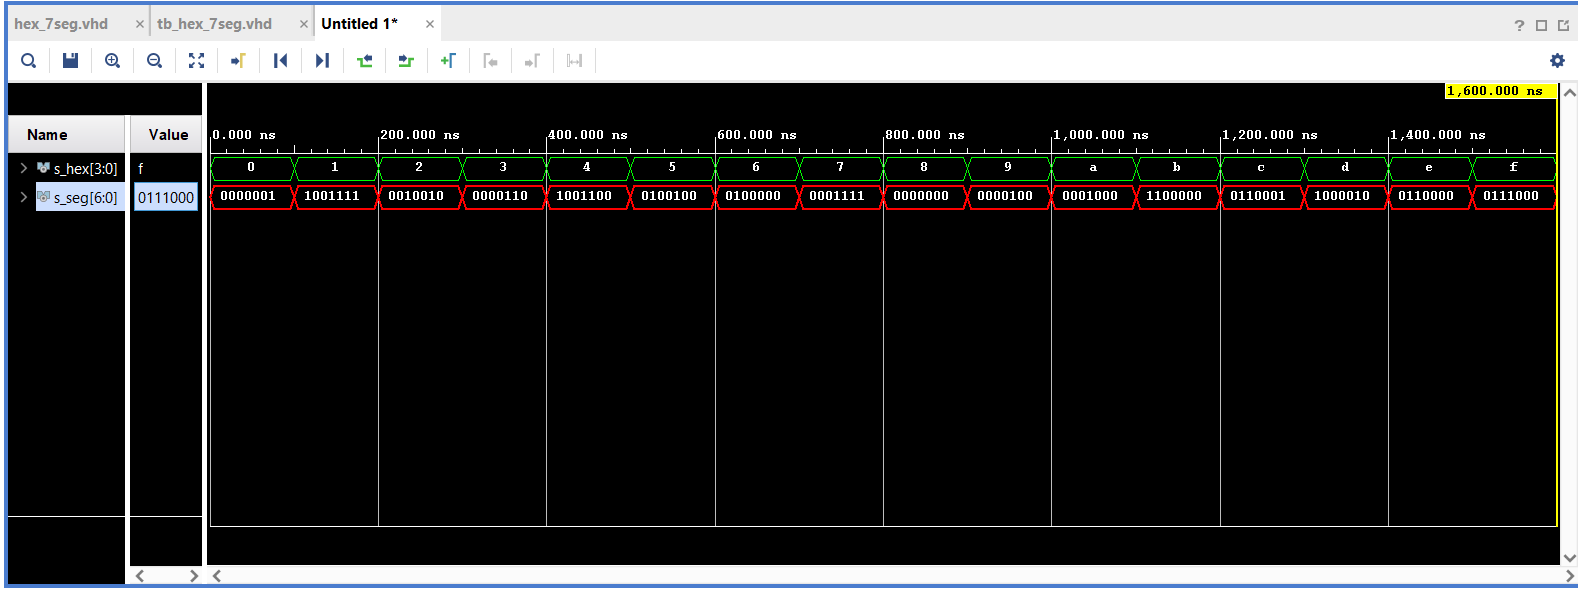 hex_7seg.vhd × tb_hex_7seg.vhd × Untitled 1* × ?
1,600.000 ns
Name Value 0.000 ns 200.000 ns 400.000 ns 600.000 ns 800.000 ns 1,000.000 ns 1,200.000 ns 1,400.000 ns
s_hex[3:0] f 0 1 2 3 4 5 6 7 8 9 a b c d e f
s_seg[6:0] 0111000 0000001 1001111 0010010 0000110 1001100 0100100 0100000 0001111 0000000 0000100 0001000 1100000 0110001 1000010 0110000 0111000